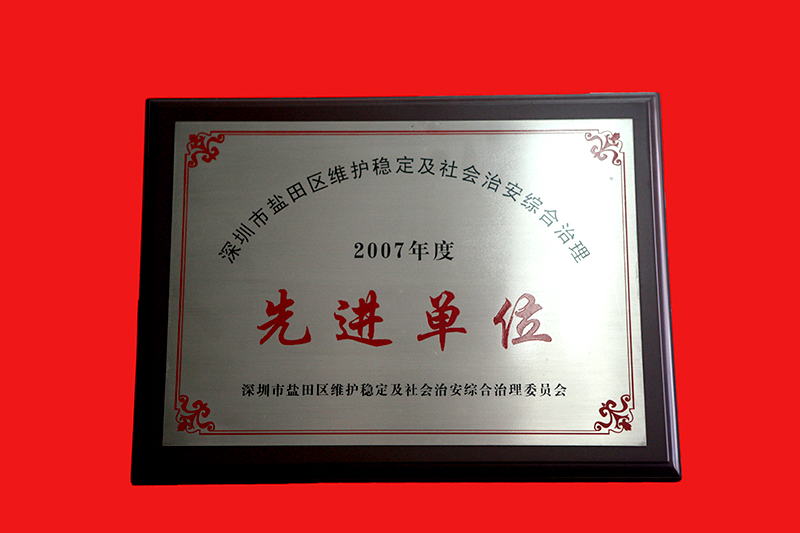 深圳市盐田区维护稳定及社会治安综合治理
2007年度
先进单位
深圳市盐田区维护稳定及社会治安综合治理委员会